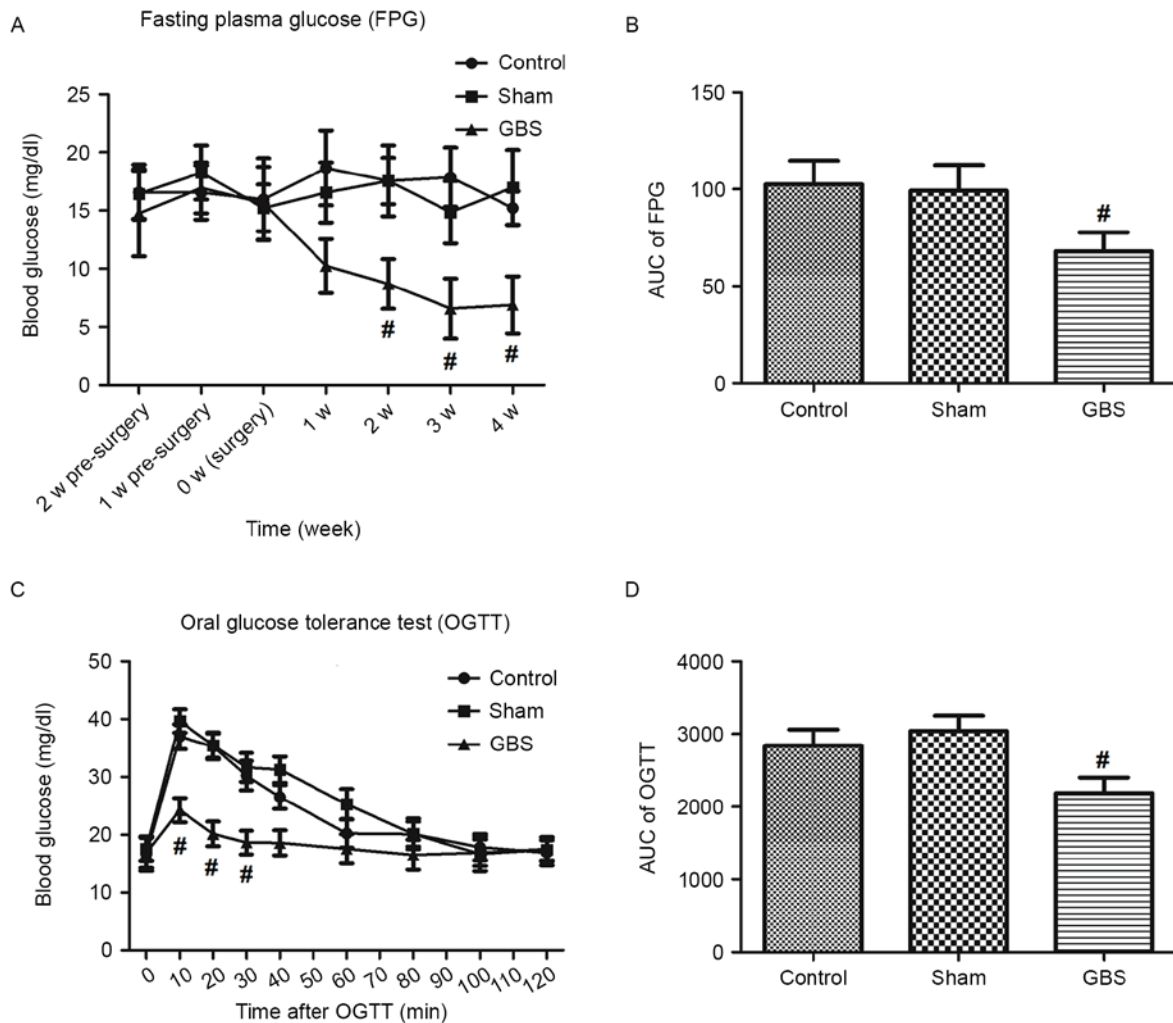 A
Fasting plasma glucose (FPG)
Control
Sham
GBS
Blood glucose (mg/dl)
25
20
15
10
5
0
#
#
#
2 w pre-surgery
1 w pre-surgery
0 w (surgery)
1 w
2 w
3 w
4 w
Time (week)
B
AUC of FPG
150
100
50
0
#
Control
Sham
GBS
C
Oral glucose tolerance test (OGTT)
Control
Sham
GBS
Blood glucose (mg/dl)
50
40
30
20
10
0
#
#
#
0
10
20
30
40
50
60
70
80
90
100
110
120
Time after OGTT (min)
D
AUC of OGTT
4000
3000
2000
1000
0
#
Control
Sham
GBS